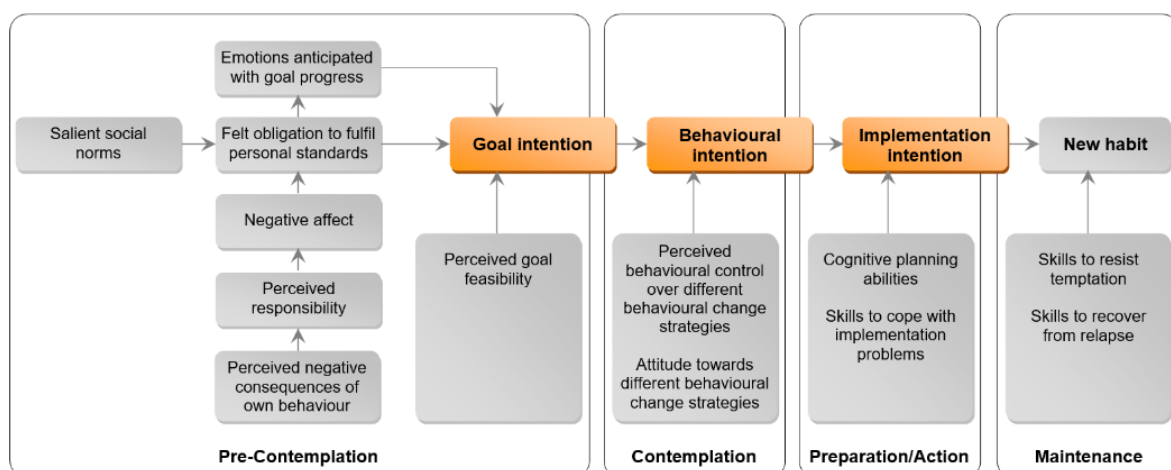 Emotions anticipated
with goal progress
Salient social
norms
Felt obligation to fulfil
personal standards
Goal intention
Behavioural
intention
Implementation
intention
New habit
Negative affect
Perceived
responsibility
Perceived negative
consequences of
own behaviour
Perceived goal
feasibility
Perceived
behavioural control
over different
behavioural change
strategies
Attitude towards
different behavioural
change strategies
Cognitive planning
abilities
Skills to cope with
implementation
problems
Skills to resist
temptation
Skills to recover
from relapse
Pre-Contemplation
Contemplation
Preparation/Action
Maintenance